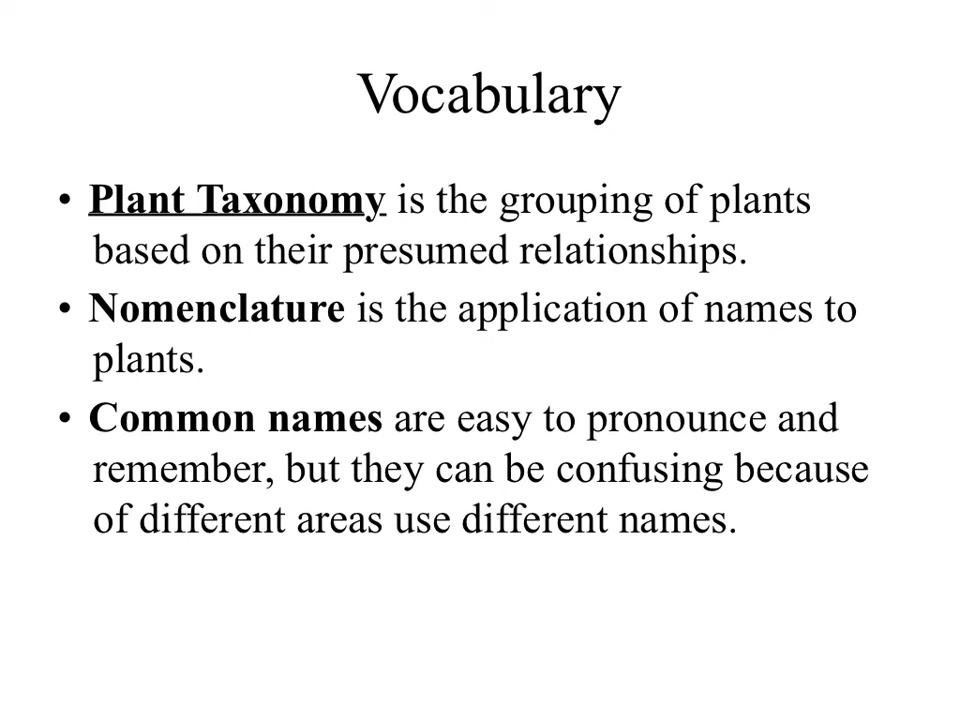 Vocabulary
• Plant Taxonomy is the grouping of plants
based on their presumed relationships.
• Nomenclature is the application of names to
plants.
• Common names are easy to pronounce and
remember, but they can be confusing because
of different areas use different names.